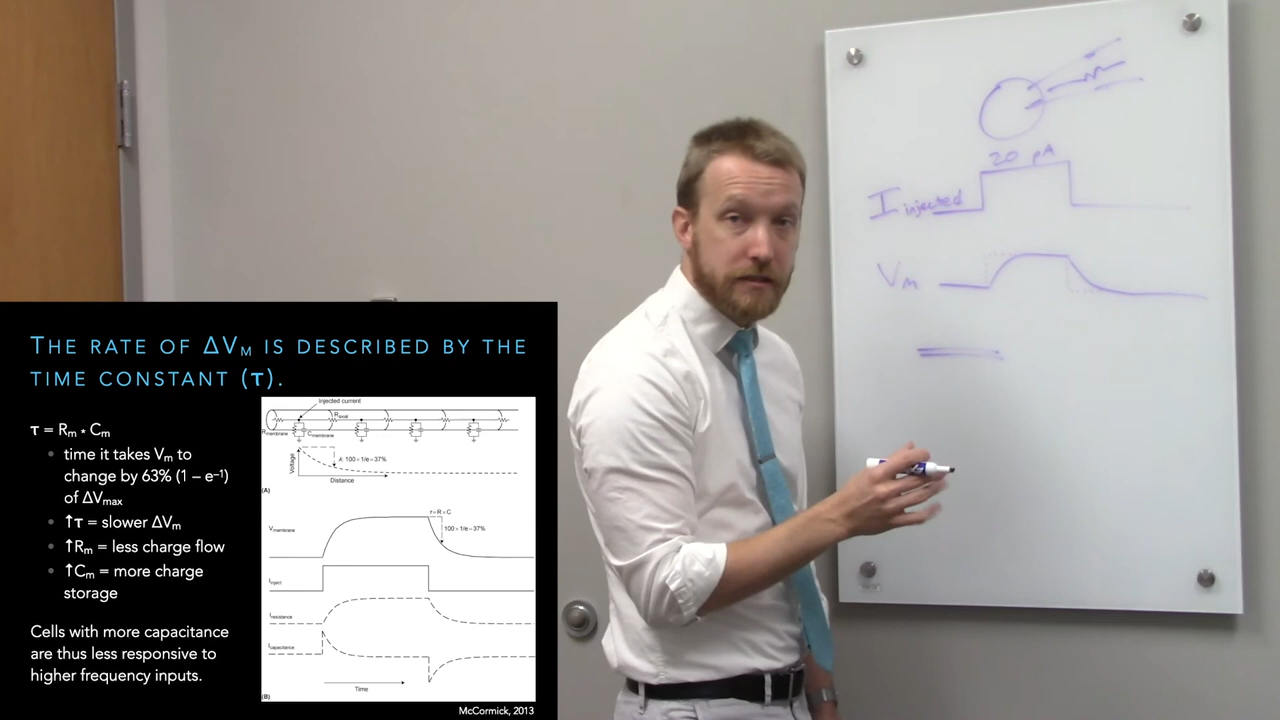 THE RATE OF ΔVM IS DESCRIBED BY THE
TIME CONSTANT (τ).
τ = Rm * Cm
time it takes Vm to
change by 63% (1 – e–1)
of ΔVmax
↑τ = slower ΔVm
↑Rm = less charge flow
↑Cm = more charge
storage
Cells with more capacitance
are thus less responsive to
higher frequency inputs.
Injected current
Raxial
Rmembrane
Cmembrane
Voltage
λ: 100 × 1/e = 37%
Distance
(A)
τ = R × C
Vmembrane
100 × 1/e = 37%
Iinject
Iresistance
Icapacitance
Time
(B)
McCormick, 2013
20 pA
I injected
Vm